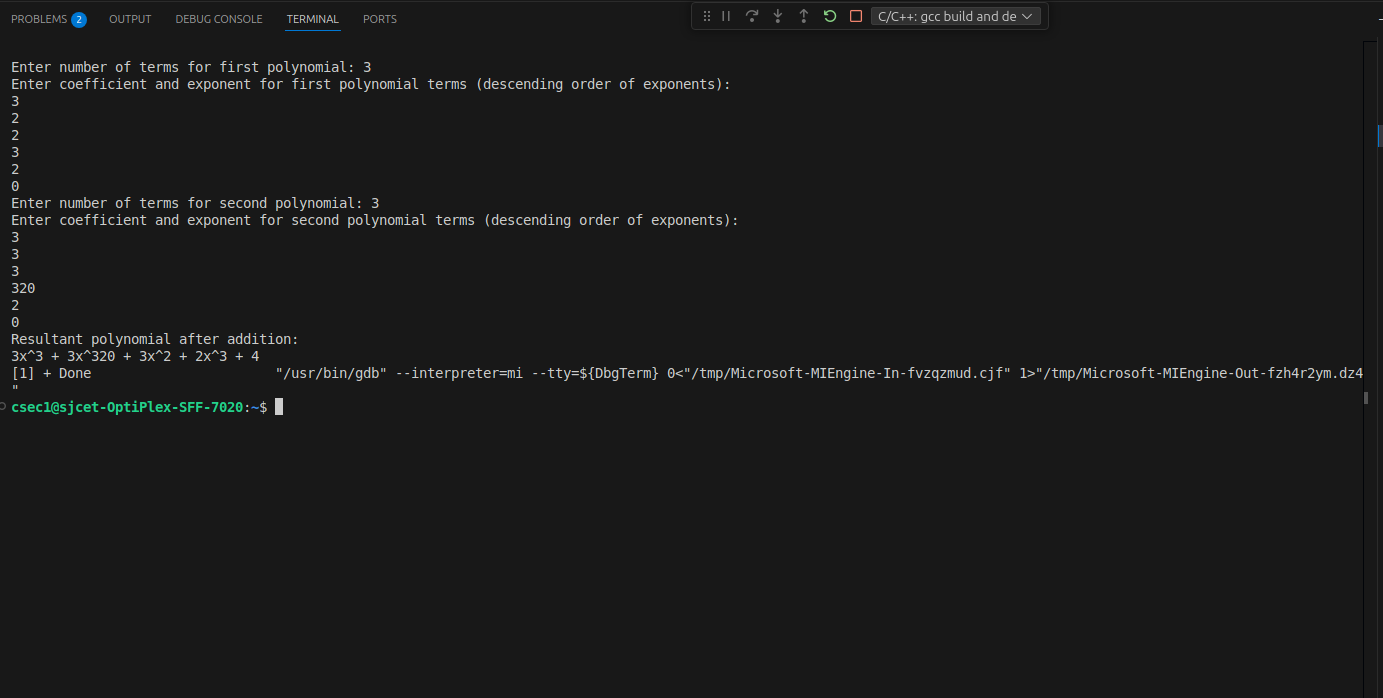 PROBLEMS 2 OUTPUT DEBUG CONSOLE TERMINAL PORTS C/C++: gcc build and de
Enter number of terms for first polynomial: 3
Enter coefficient and exponent for first polynomial terms (descending order of exponents):
3
2
2
3
2
0
Enter number of terms for second polynomial: 3
Enter coefficient and exponent for second polynomial terms (descending order of exponents):
3
3
3
320
2
0
Resultant polynomial after addition:
3x^3 + 3x^320 + 3x^2 + 2x^3 + 4
[1] + Done "/usr/bin/gdb" --interpreter=mi --tty=${DbgTerm} 0<"/tmp/Microsoft-MIEngine-In-fvzqzmud.cjf" 1>"/tmp/Microsoft-MIEngine-Out-fzh4r2ym.dz4
"
csec1@sjcet-OptiPlex-SFF-7020:~$